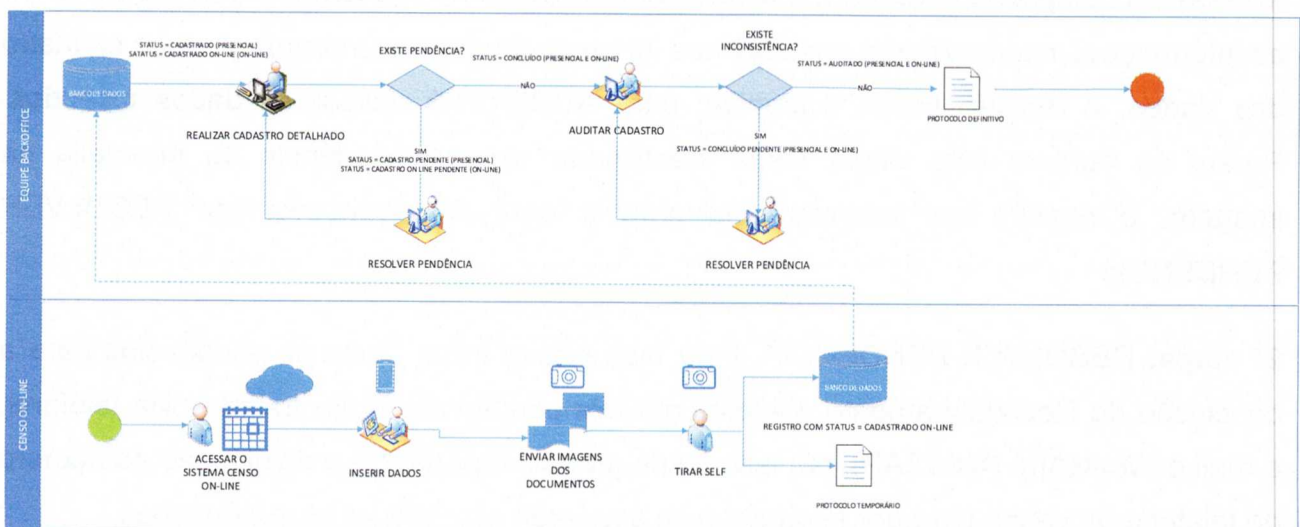 EQUIPE BACKOFFICE
BANCO DE DADOS
STATUS = CADASTRADO (PRESENCIAL)
SATATUS = CADASTRADO ON-LINE (ON-LINE)
REALIZAR CADASTRO DETALHADO
EXISTE PENDÊNCIA?
STATUS = CONCLUÍDO (PRESENCIAL E ON-LINE)
NÃO
SIM
SATAUS = CADASTRO PENDENTE (PRESENCIAL)
STATUS = CADASTRO ON LINE PENDENTE (ON-LINE)
RESOLVER PENDÊNCIA
AUDITAR CADASTRO
EXISTE
INCONSISTÊNCIA?
STATUS = AUDITADO (PRESENCIAL E ON-LINE)
NÃO
SIM
STATUS = CONCLUÍDO PENDENTE (PRESENCIAL E ON-LINE)
RESOLVER PENDÊNCIA
PROTOCOLO DEFINITIVO
CENSO ON-LINE
ACESSAR O
SISTEMA CENSO
ON-LINE
INSERIR DADOS
ENVIAR IMAGENS
DOS
DOCUMENTOS
TIRAR SELF
BANCO DE DADOS
REGISTRO COM STATUS = CADASTRADO ON-LINE
PROTOCOLO TEMPORÁRIO